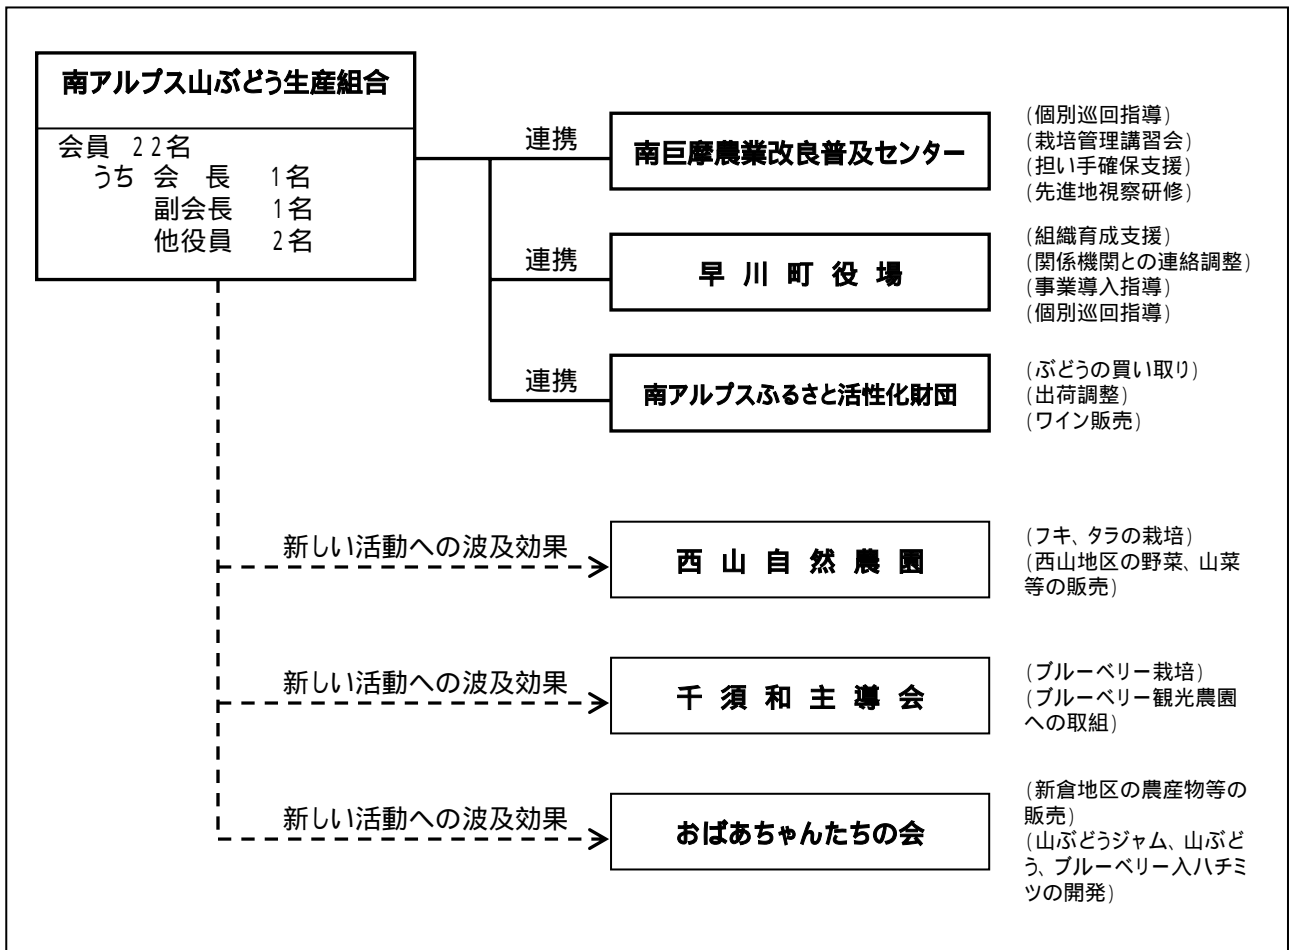 南アルプス山ぶどう生産組合
会員 22名
うち 会 長 1名
副会長 1名
他役員 2名
連携
南巨摩農業改良普及センター
(個別巡回指導)
(栽培管理講習会)
(担い手確保支援)
(先進地視察研修)
連携
早 川 町 役 場
(組織育成支援)
(関係機関との連絡調整)
(事業導入指導)
(個別巡回指導)
連携
南アルプスふるさと活性化財団
(ぶどうの買い取り)
(出荷調整)
(ワイン販売)
新しい活動への波及効果
西 山 自 然 農 園
(フキ、タラの栽培)
(西山地区の野菜、山菜
等の販売)
新しい活動への波及効果
千 須 和 主 導 会
(ブルーベリー栽培)
(ブルーベリー観光農園
への取組)
新しい活動への波及効果
おばあちゃんたちの会
(新倉地区の農産物等の
販売)
(山ぶどうジャム、山ぶど
う、ブルーベリー入ハチミ
ツの開発)